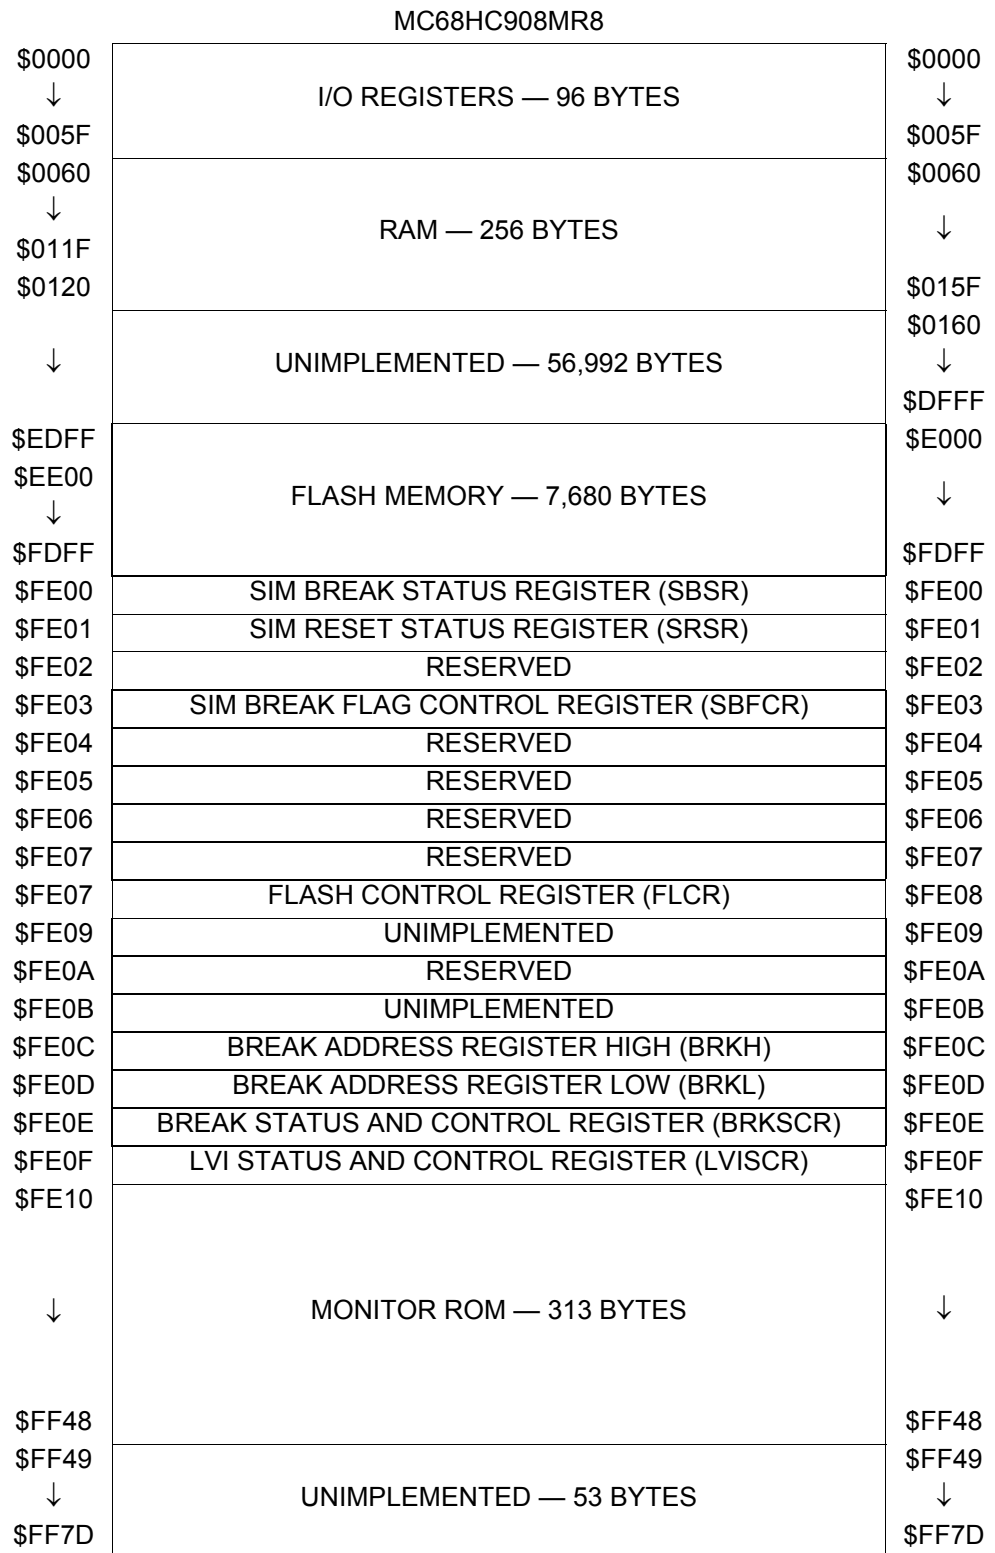 MC68HC908MR8
$0000 $0000
↓ I/O REGISTERS — 96 BYTES ↓
$005F $005F
$0060 $0060
↓
RAM — 256 BYTES ↓
$011F
$0120 $015F
$0160
↓ UNIMPLEMENTED — 56,992 BYTES ↓
$DFFF
$EDFF $E000
$EE00
FLASH MEMORY — 7,680 BYTES ↓
↓
$FDFF $FDFF
$FE00 SIM BREAK STATUS REGISTER (SBSR) $FE00
$FE01 SIM RESET STATUS REGISTER (SRSR) $FE01
$FE02 RESERVED $FE02
$FE03 SIM BREAK FLAG CONTROL REGISTER (SBFCR) $FE03
$FE04 RESERVED $FE04
$FE05 RESERVED $FE05
$FE06 RESERVED $FE06
$FE07 RESERVED $FE07
$FE07 FLASH CONTROL REGISTER (FLCR) $FE08
$FE09 UNIMPLEMENTED $FE09
$FE0A RESERVED $FE0A
$FE0B UNIMPLEMENTED $FE0B
$FE0C BREAK ADDRESS REGISTER HIGH (BRKH) $FE0C
$FE0D BREAK ADDRESS REGISTER LOW (BRKL) $FE0D
$FE0E BREAK STATUS AND CONTROL REGISTER (BRKSCR) $FE0E
$FE0F LVI STATUS AND CONTROL REGISTER (LVISCR) $FE0F
$FE10 $FE10
↓ MONITOR ROM — 313 BYTES ↓
$FF48 $FF48
$FF49 $FF49
↓ UNIMPLEMENTED — 53 BYTES ↓
$FF7D $FF7D